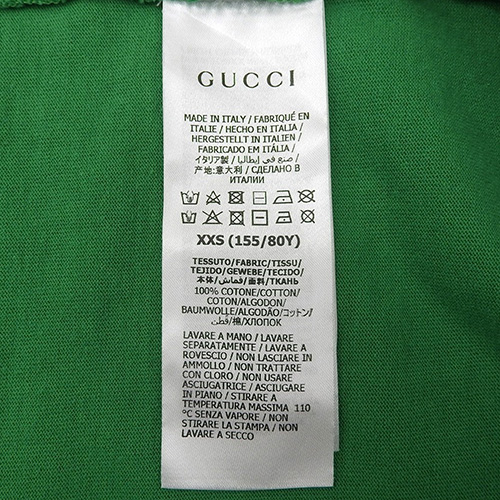 GUCCI
MADE IN ITALY / FABRIQUÉ EN
ITALIE / HECHO EN ITALIA /
HERGESTELLT IN ITALIEN /
FABRICADO EM ITÁLIA /
イタリア製 / صنع في إيطاليا /
产地:意大利 / СДЕЛАНО В
ИТАЛИИ
XXS (155/80Y)
TESSUTO/FABRIC/TISSU/
TEJIDO/GEWEBE/TECIDO/
本体/قماش/面料/ТКАНЬ
100% COTONE/COTTON/
COTON/ALGODON/
BAUMWOLLE/ALGODÃO/コットン/
قطن/棉/ХЛОПОК
LAVARE A MANO / LAVARE
SEPARATAMENTE / LAVARE A
ROVESCIO / NON LASCIARE IN
AMMOLLO / NON TRATTARE
CON CLORO / NON USARE
ASCIUGATRICE / ASCIUGARE
IN PIANO / STIRARE A
TEMPERATURA MASSIMA 110
°C SENZA VAPORE / NON
STIRARE LA STAMPA / NON
LAVARE A SECCO